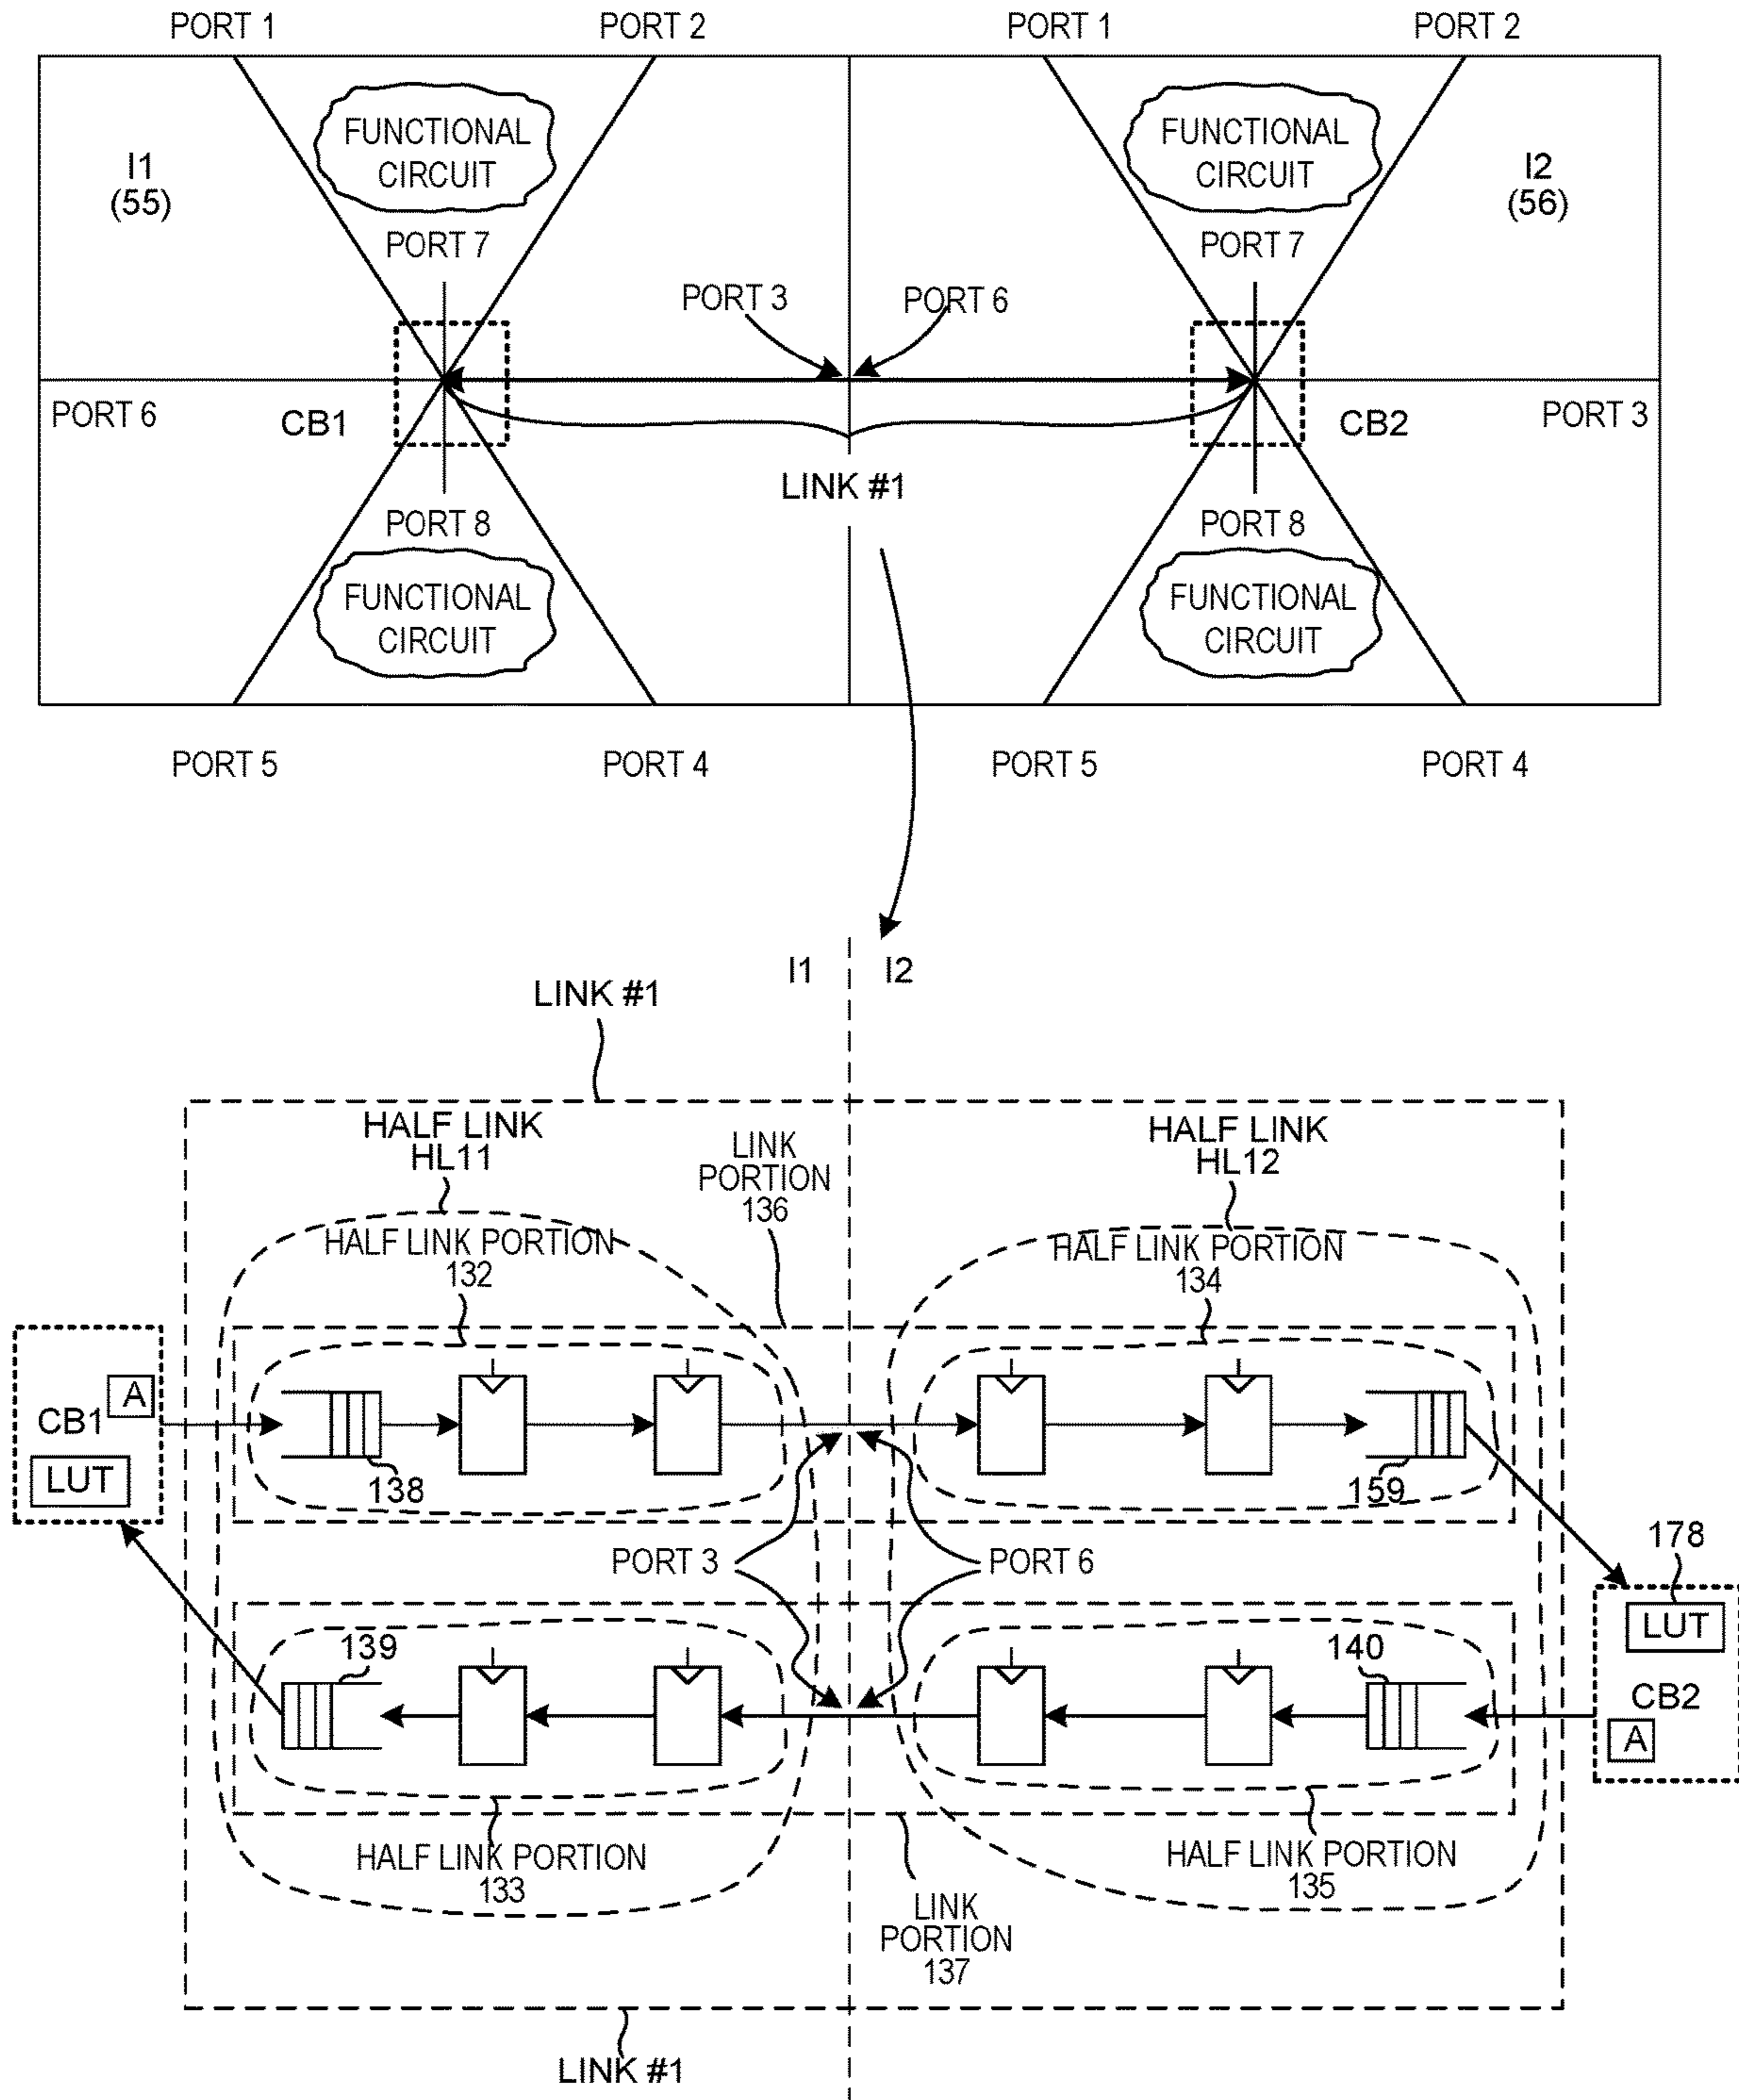 PORT 1
PORT 2
PORT 1
PORT 2
FUNCTIONAL
CIRCUIT
FUNCTIONAL
CIRCUIT
I1
(55)
I2
(56)
PORT 7
PORT 7
PORT 3
PORT 6
PORT 6
CB1
CB2
PORT 3
LINK #1
PORT 8
PORT 8
FUNCTIONAL
CIRCUIT
FUNCTIONAL
CIRCUIT
PORT 5
PORT 4
PORT 5
PORT 4
I1
I2
LINK #1
HALF LINK
HL11
LINK
PORTION
136
HALF LINK
HL12
HALF LINK PORTION
132
HALF LINK PORTION
134
A
CB1
LUT
138
159
PORT 3
PORT 6
178
LUT
CB2
A
139
140
HALF LINK PORTION
133
HALF LINK PORTION
135
LINK
PORTION
137
LINK #1